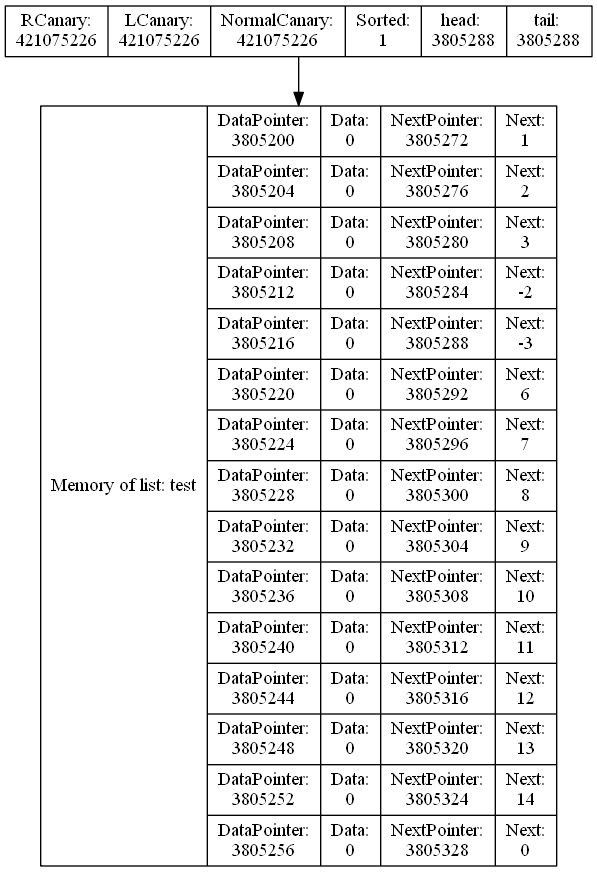 RCanary: LCanary: NormalCanary: Sorted: head: tail:
421075226 421075226 421075226 1 3805288 3805288
Memory of list: test
DataPointer: Data: NextPointer: Next:
3805200 0 3805272 1
DataPointer: Data: NextPointer: Next:
3805204 0 3805276 2
DataPointer: Data: NextPointer: Next:
3805208 0 3805280 3
DataPointer: Data: NextPointer: Next:
3805212 0 3805284 -2
DataPointer: Data: NextPointer: Next:
3805216 0 3805288 -3
DataPointer: Data: NextPointer: Next:
3805220 0 3805292 6
DataPointer: Data: NextPointer: Next:
3805224 0 3805296 7
DataPointer: Data: NextPointer: Next:
3805228 0 3805300 8
DataPointer: Data: NextPointer: Next:
3805232 0 3805304 9
DataPointer: Data: NextPointer: Next:
3805236 0 3805308 10
DataPointer: Data: NextPointer: Next:
3805240 0 3805312 11
DataPointer: Data: NextPointer: Next:
3805244 0 3805316 12
DataPointer: Data: NextPointer: Next:
3805248 0 3805320 13
DataPointer: Data: NextPointer: Next:
3805252 0 3805324 14
DataPointer: Data: NextPointer: Next:
3805256 0 3805328 0